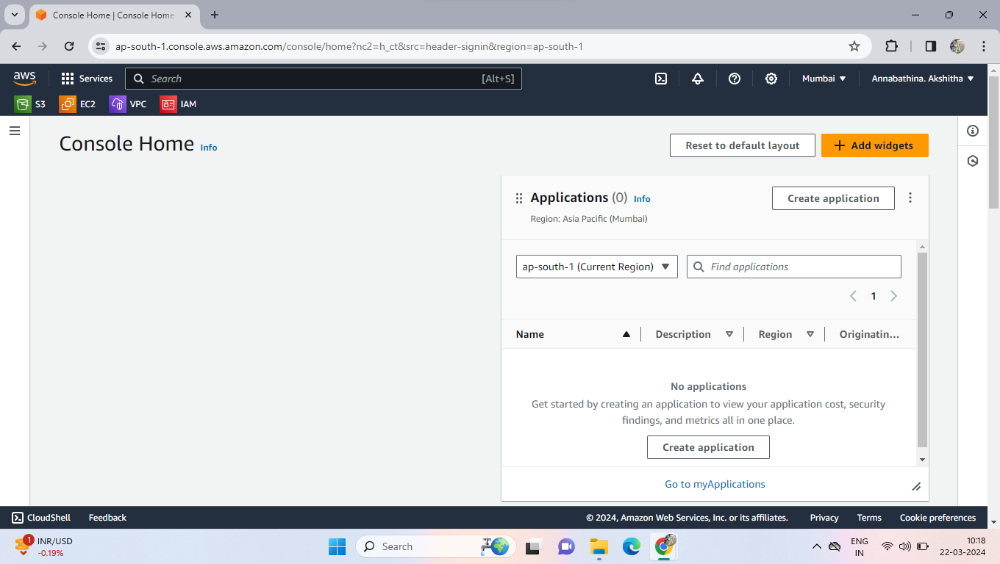 Console Home | Console Home
ap-south-1.console.aws.amazon.com/console/home?nc2=h_ct&src=header-signin&region=ap-south-1
aws Services Search [Alt+S] Mumbai Annabathina. Akshitha
S3 EC2 VPC IAM
Console Home Info
Reset to default layout Add widgets
Applications (0) Info Create application
Region: Asia Pacific (Mumbai)
ap-south-1 (Current Region) Find applications
1
Name Description Region Originatin...
No applications
Get started by creating an application to view your application cost, security
findings, and metrics all in one place.
Create application
Go to myApplications
CloudShell Feedback © 2024, Amazon Web Services, Inc. or its affiliates. Privacy Terms Cookie preferences
1 INR/USD
-0.19%
Search
ENG
IN
10:18
22-03-2024